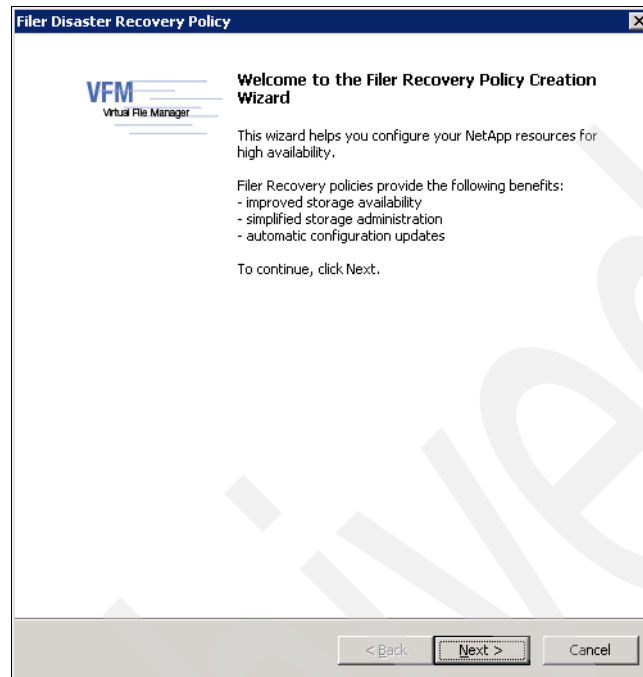 Filer Disaster Recovery Policy
VFM
Virtual File Manager
Welcome to the Filer Recovery Policy Creation
Wizard
This wizard helps you configure your NetApp resources for
high availability.
Filer Recovery policies provide the following benefits:
- improved storage availability
- simplified storage administration
- automatic configuration updates
To continue, click Next.
< Back
Next >
Cancel